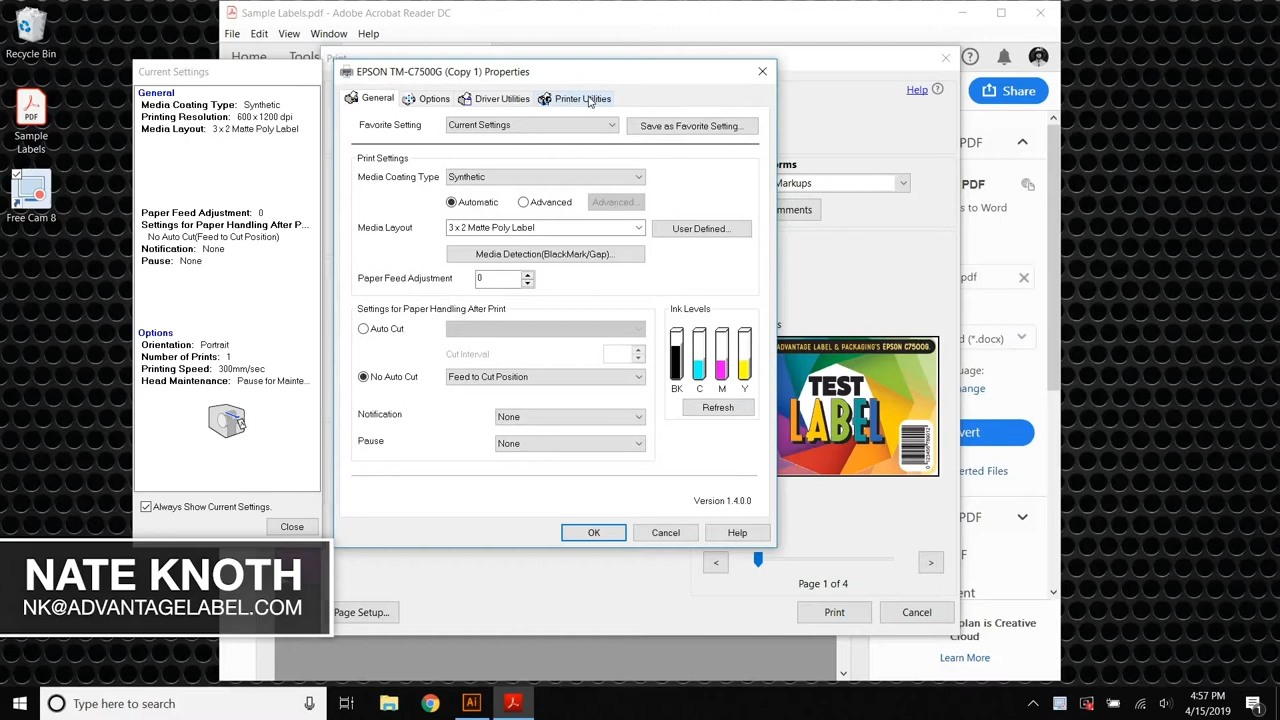 Recycle Bin
Sample Labels
Free Cam 8
Sample Labels.pdf - Adobe Acrobat Reader DC
File Edit View Window Help
Home Tools
Print
Share
Current Settings
General
Media Coating Type: Synthetic
Printing Resolution: 600 x 1200 dpi
Media Layout: 3 x 2 Matte Poly Label
Paper Feed Adjustment: 0
Settings for Paper Handling After P...
No Auto Cut(Feed to Cut Position)
Notification: None
Pause: None
Options
Orientation: Portrait
Number of Prints: 1
Printing Speed: 300mm/sec
Head Maintenance: Pause for Mainte...
Always Show Current Settings.
Close
EPSON TM-C7500G (Copy 1) Properties
General Options Driver Utilities Printer Utilities
Favorite Setting Current Settings Save as Favorite Setting...
Print Settings
Media Coating Type Synthetic
Automatic Advanced Advanced...
Media Layout 3 x 2 Matte Poly Label User Defined...
Media Detection(BlackMark/Gap)...
Paper Feed Adjustment 0
Settings for Paper Handling After Print
Auto Cut
Cut Interval
No Auto Cut Feed to Cut Position
Notification None
Pause None
Ink Levels
BK C M Y
Refresh
Version 1.4.0.0
OK Cancel Help
Help
orms
Markups
omments
s
ADVANTAGE LABEL & PACKAGING'S EPSON C7500G.
TEST
LABEL
< >
Page 1 of 4
Page Setup...
Print Cancel
PDF
PDF
s to Word
pdf
d (*.docx)
guage:
hange
nvert
erted Files
PDF
DF
ent
plan is Creative
Cloud
Learn More
NATE KNOTH
NK@ADVANTAGELABEL.COM
Type here to search
4:57 PM
4/15/2019
1